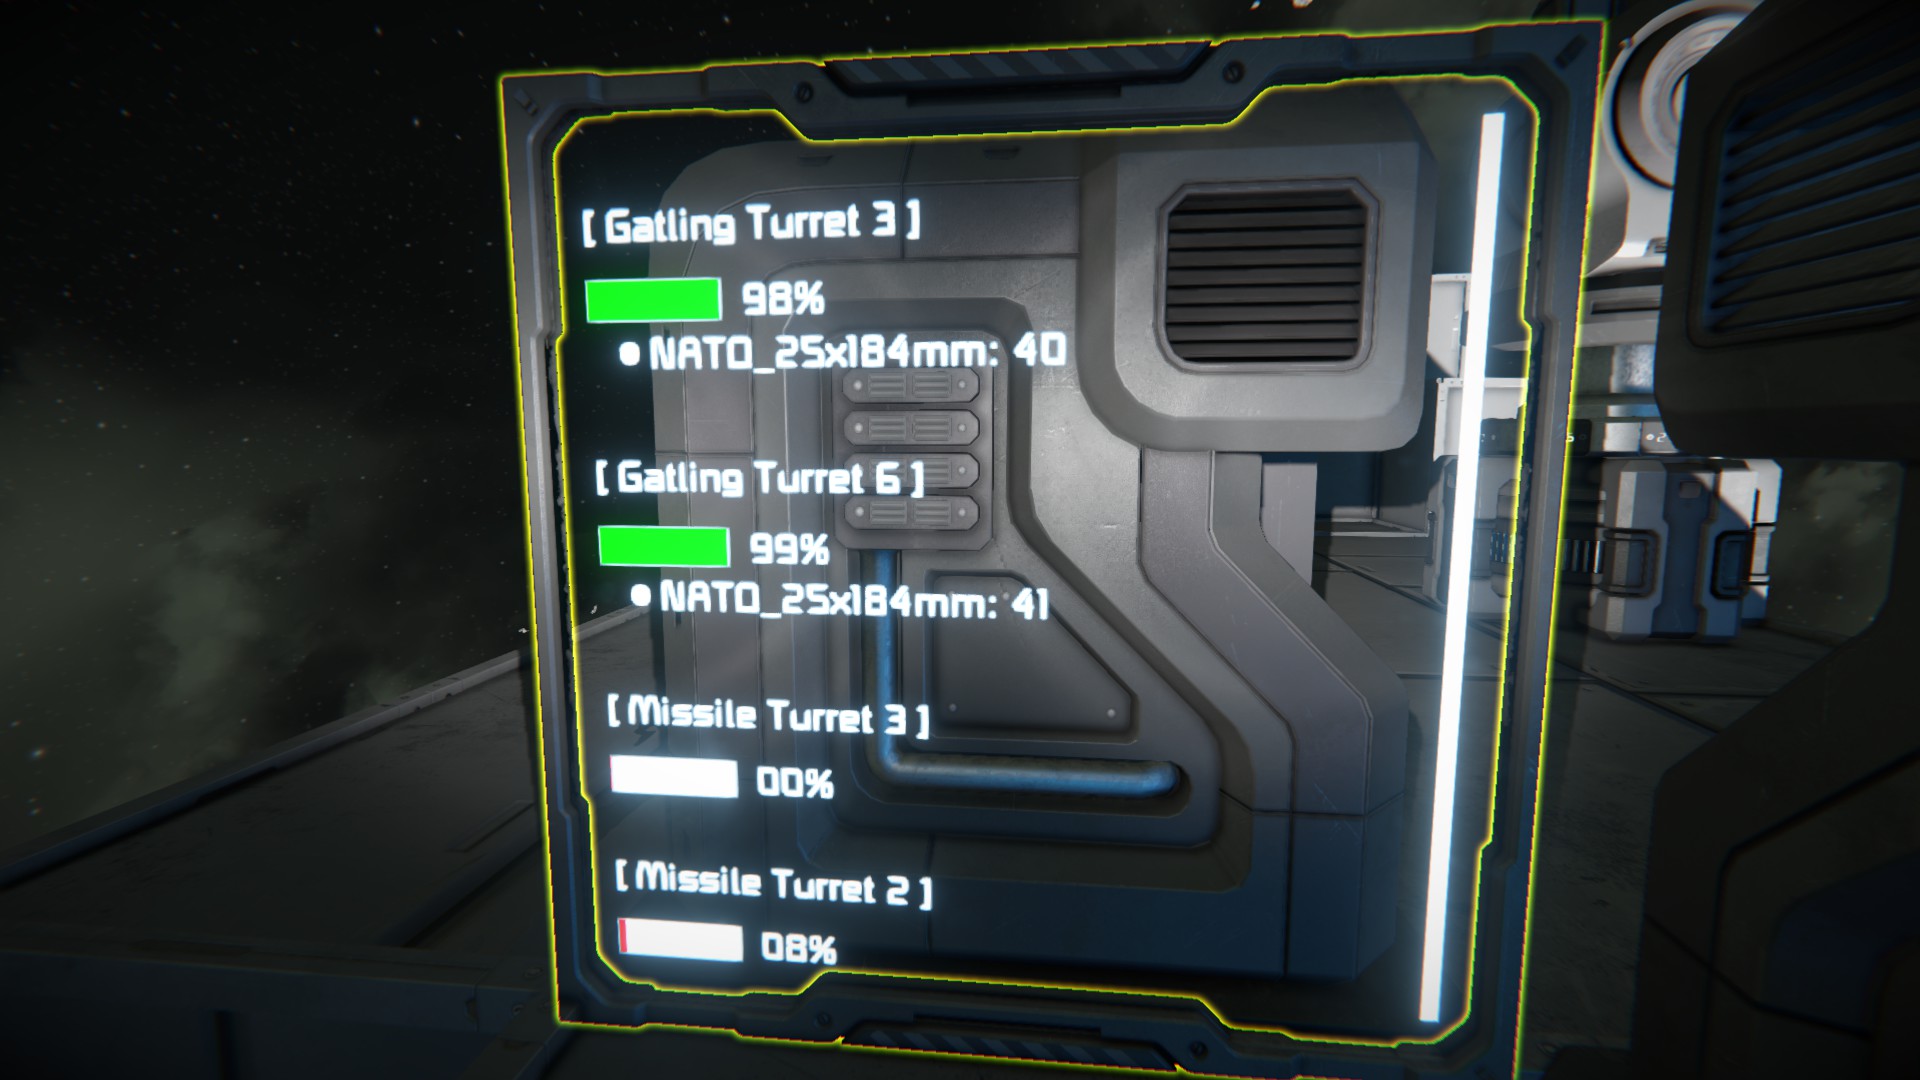 [ Gatling Turret 3 ]
98%
● NATO_25x184mm: 40
[ Gatling Turret 6 ]
99%
● NATO_25x184mm: 41
[ Missile Turret 3 ]
00%
[ Missile Turret 2 ]
08%